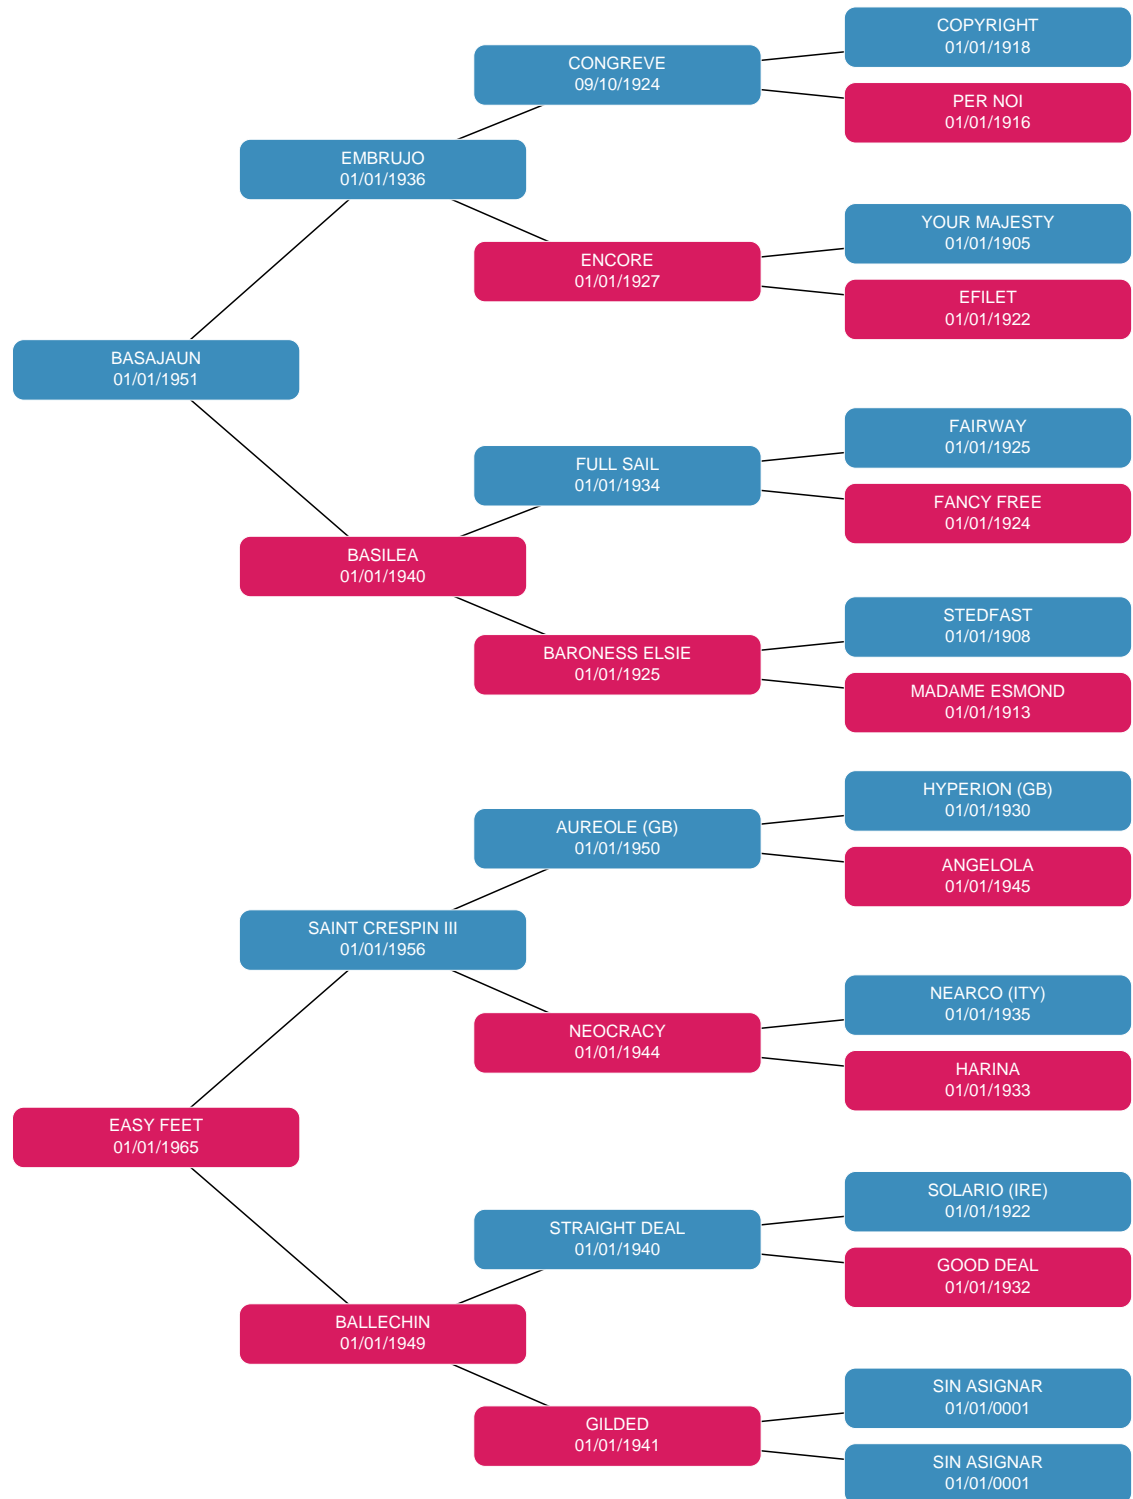 COPYRIGHT
01/01/1918
CONGREVE
09/10/1924
PER NOI
01/01/1916
EMBRUJO
01/01/1936
YOUR MAJESTY
01/01/1905
ENCORE
01/01/1927
EFILET
01/01/1922
BASAJAUN
01/01/1951
FAIRWAY
01/01/1925
FULL SAIL
01/01/1934
FANCY FREE
01/01/1924
BASILEA
01/01/1940
STEDFAST
01/01/1908
BARONESS ELSIE
01/01/1925
MADAME ESMOND
01/01/1913
HYPERION (GB)
01/01/1930
AUREOLE (GB)
01/01/1950
ANGELOLA
01/01/1945
SAINT CRESPIN III
01/01/1956
NEARCO (ITY)
01/01/1935
NEOCRACY
01/01/1944
HARINA
01/01/1933
EASY FEET
01/01/1965
SOLARIO (IRE)
01/01/1922
STRAIGHT DEAL
01/01/1940
GOOD DEAL
01/01/1932
BALLECHIN
01/01/1949
SIN ASIGNAR
01/01/0001
GILDED
01/01/1941
SIN ASIGNAR
01/01/0001